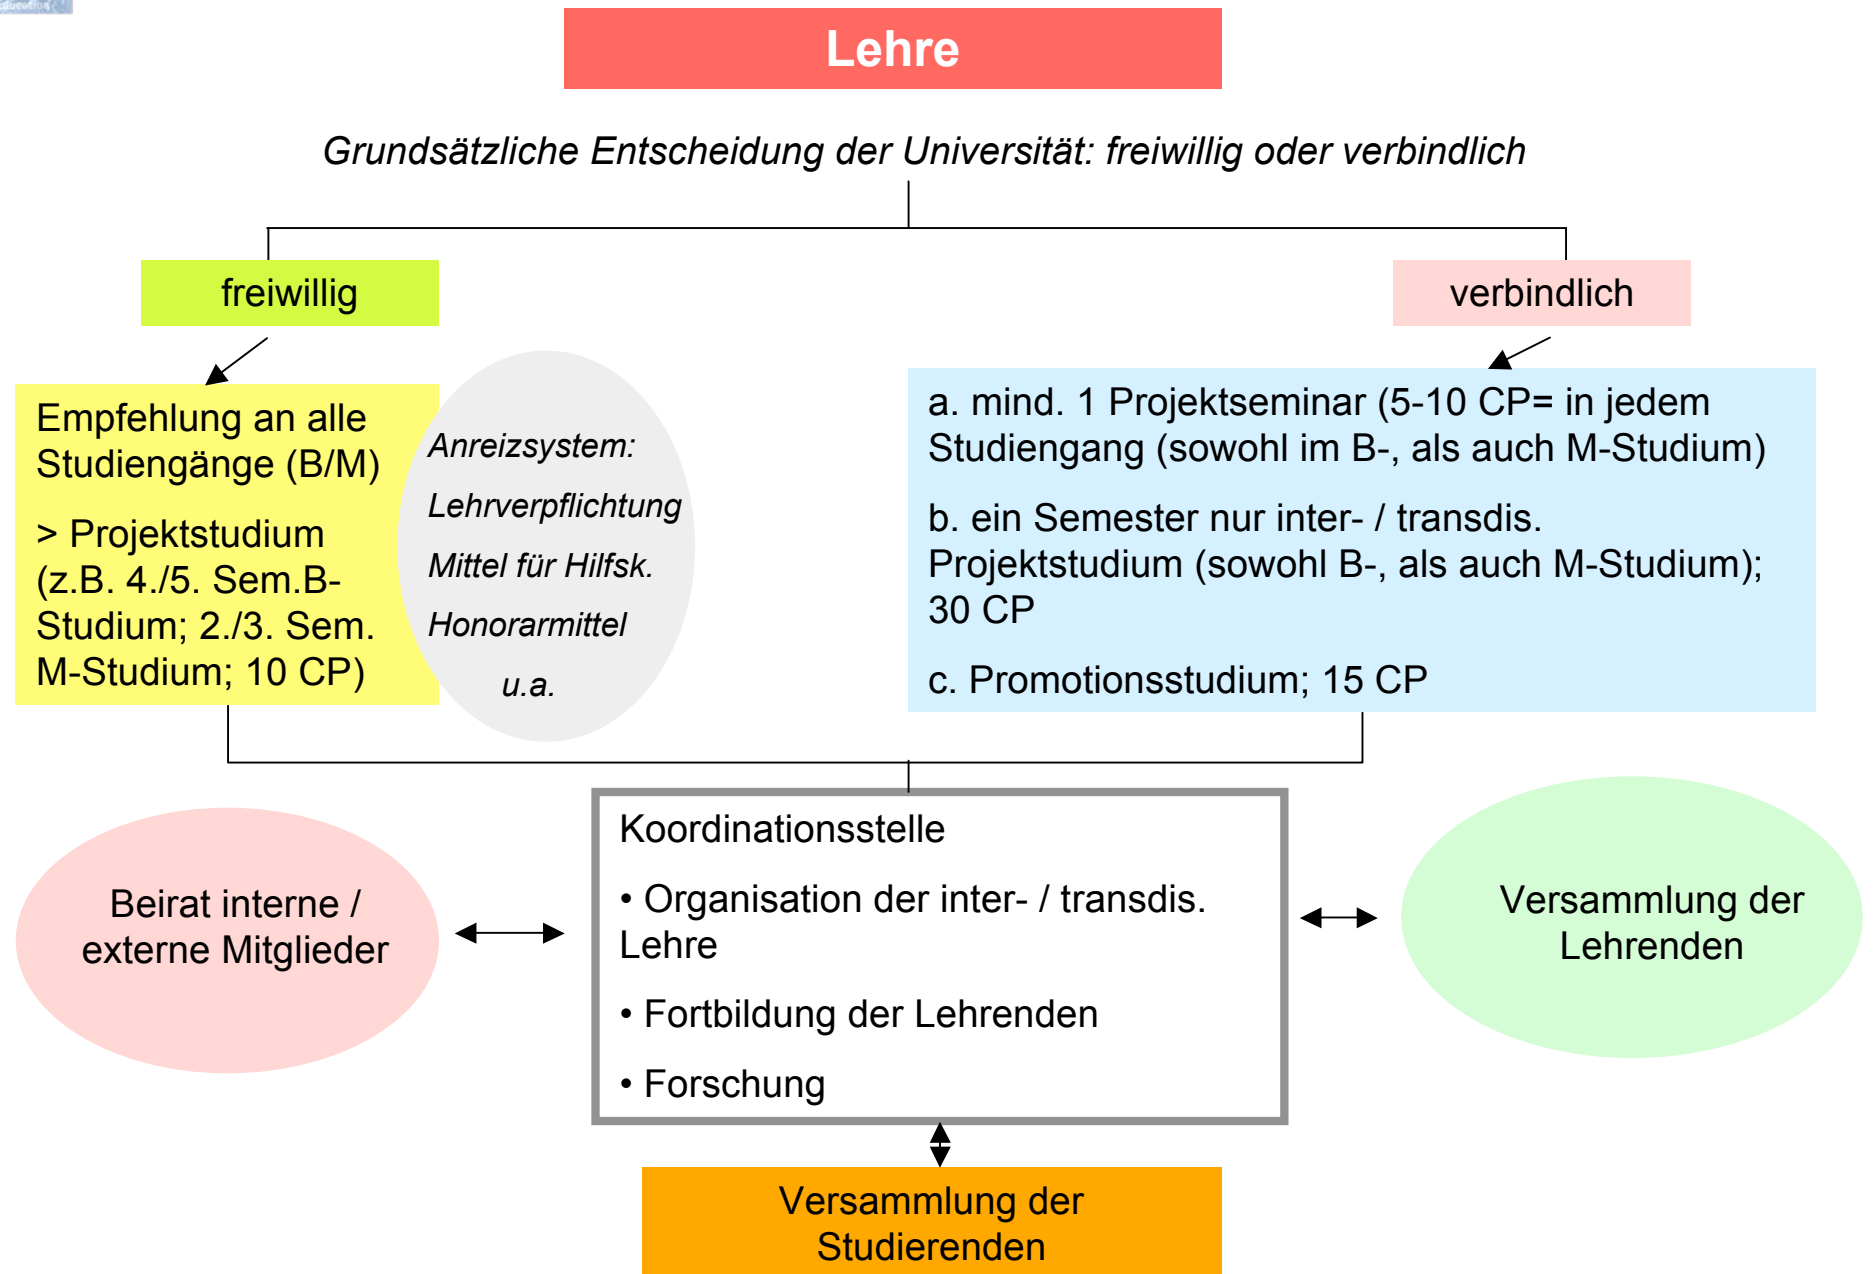 education
Lehre
Grundsätzliche Entscheidung der Universität: freiwillig oder verbindlich
freiwillig
verbindlich
Empfehlung an alle
Studiengänge (B/M)
> Projektstudium
(z.B. 4./5. Sem.B-
Studium; 2./3. Sem.
M-Studium; 10 CP)
Anreizsystem:
Lehrverpflichtung
Mittel für Hilfsk.
Honorarmittel
u.a.
a. mind. 1 Projektseminar (5-10 CP= in jedem
Studiengang (sowohl im B-, als auch M-Studium)
b. ein Semester nur inter- / transdis.
Projektstudium (sowohl B-, als auch M-Studium);
30 CP
c. Promotionsstudium; 15 CP
Beirat interne /
externe Mitglieder
Koordinationsstelle
• Organisation der inter- / transdis.
Lehre
• Fortbildung der Lehrenden
• Forschung
Versammlung der
Lehrenden
Versammlung der
Studierenden